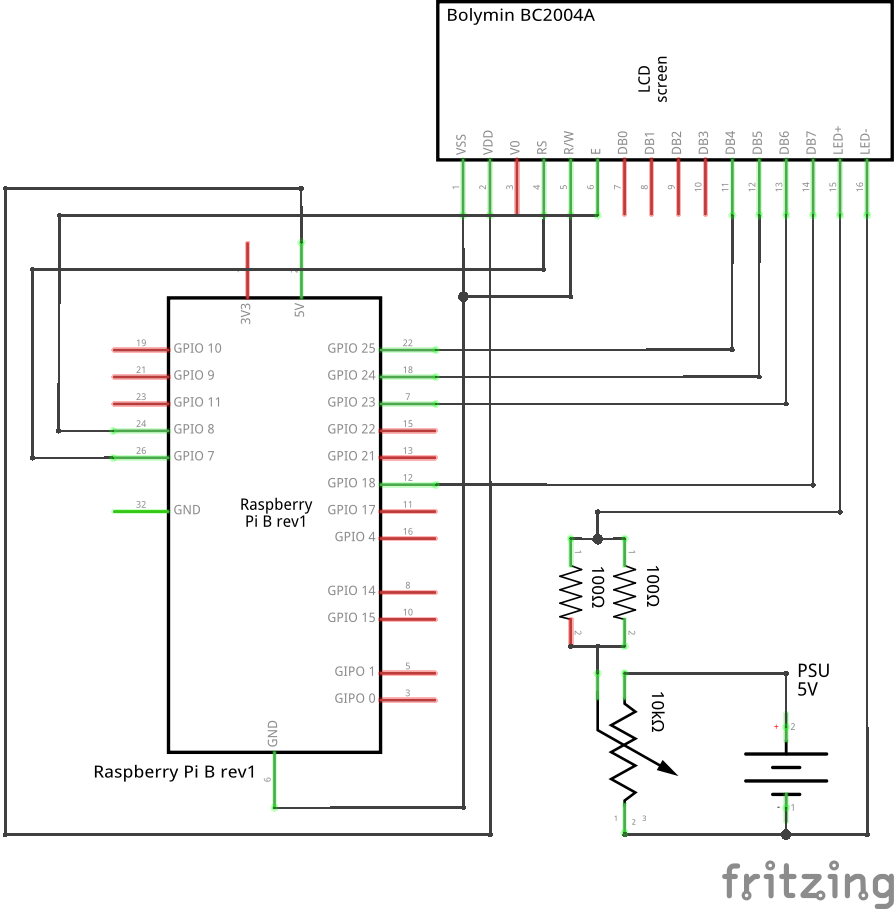 Bolymin BC2004A
LCD
screen
VSS
VDD
V0
RS
R/W
E
DB0
DB1
DB2
DB3
DB4
DB5
DB6
DB7
LED+
LED-
1
2
3
4
5
6
7
8
9
10
11
12
13
14
15
16
3V3
5V
19 GPIO 10
21 GPIO 9
23 GPIO 11
24 GPIO 8
26 GPIO 7
32 GND
GPIO 25 22
GPIO 24 18
GPIO 23 7
GPIO 22 15
GPIO 21 13
GPIO 18 12
GPIO 17 11
GPIO 4 16
GPIO 14 8
GPIO 15 10
GIPO 1 5
GIPO 0 3
Raspberry
Pi B rev1
GND
6
Raspberry Pi B rev1
1
1
100Ω
100Ω
2
2
10kΩ
1 2 3
PSU
5V
+ 2
- 1
fritzing